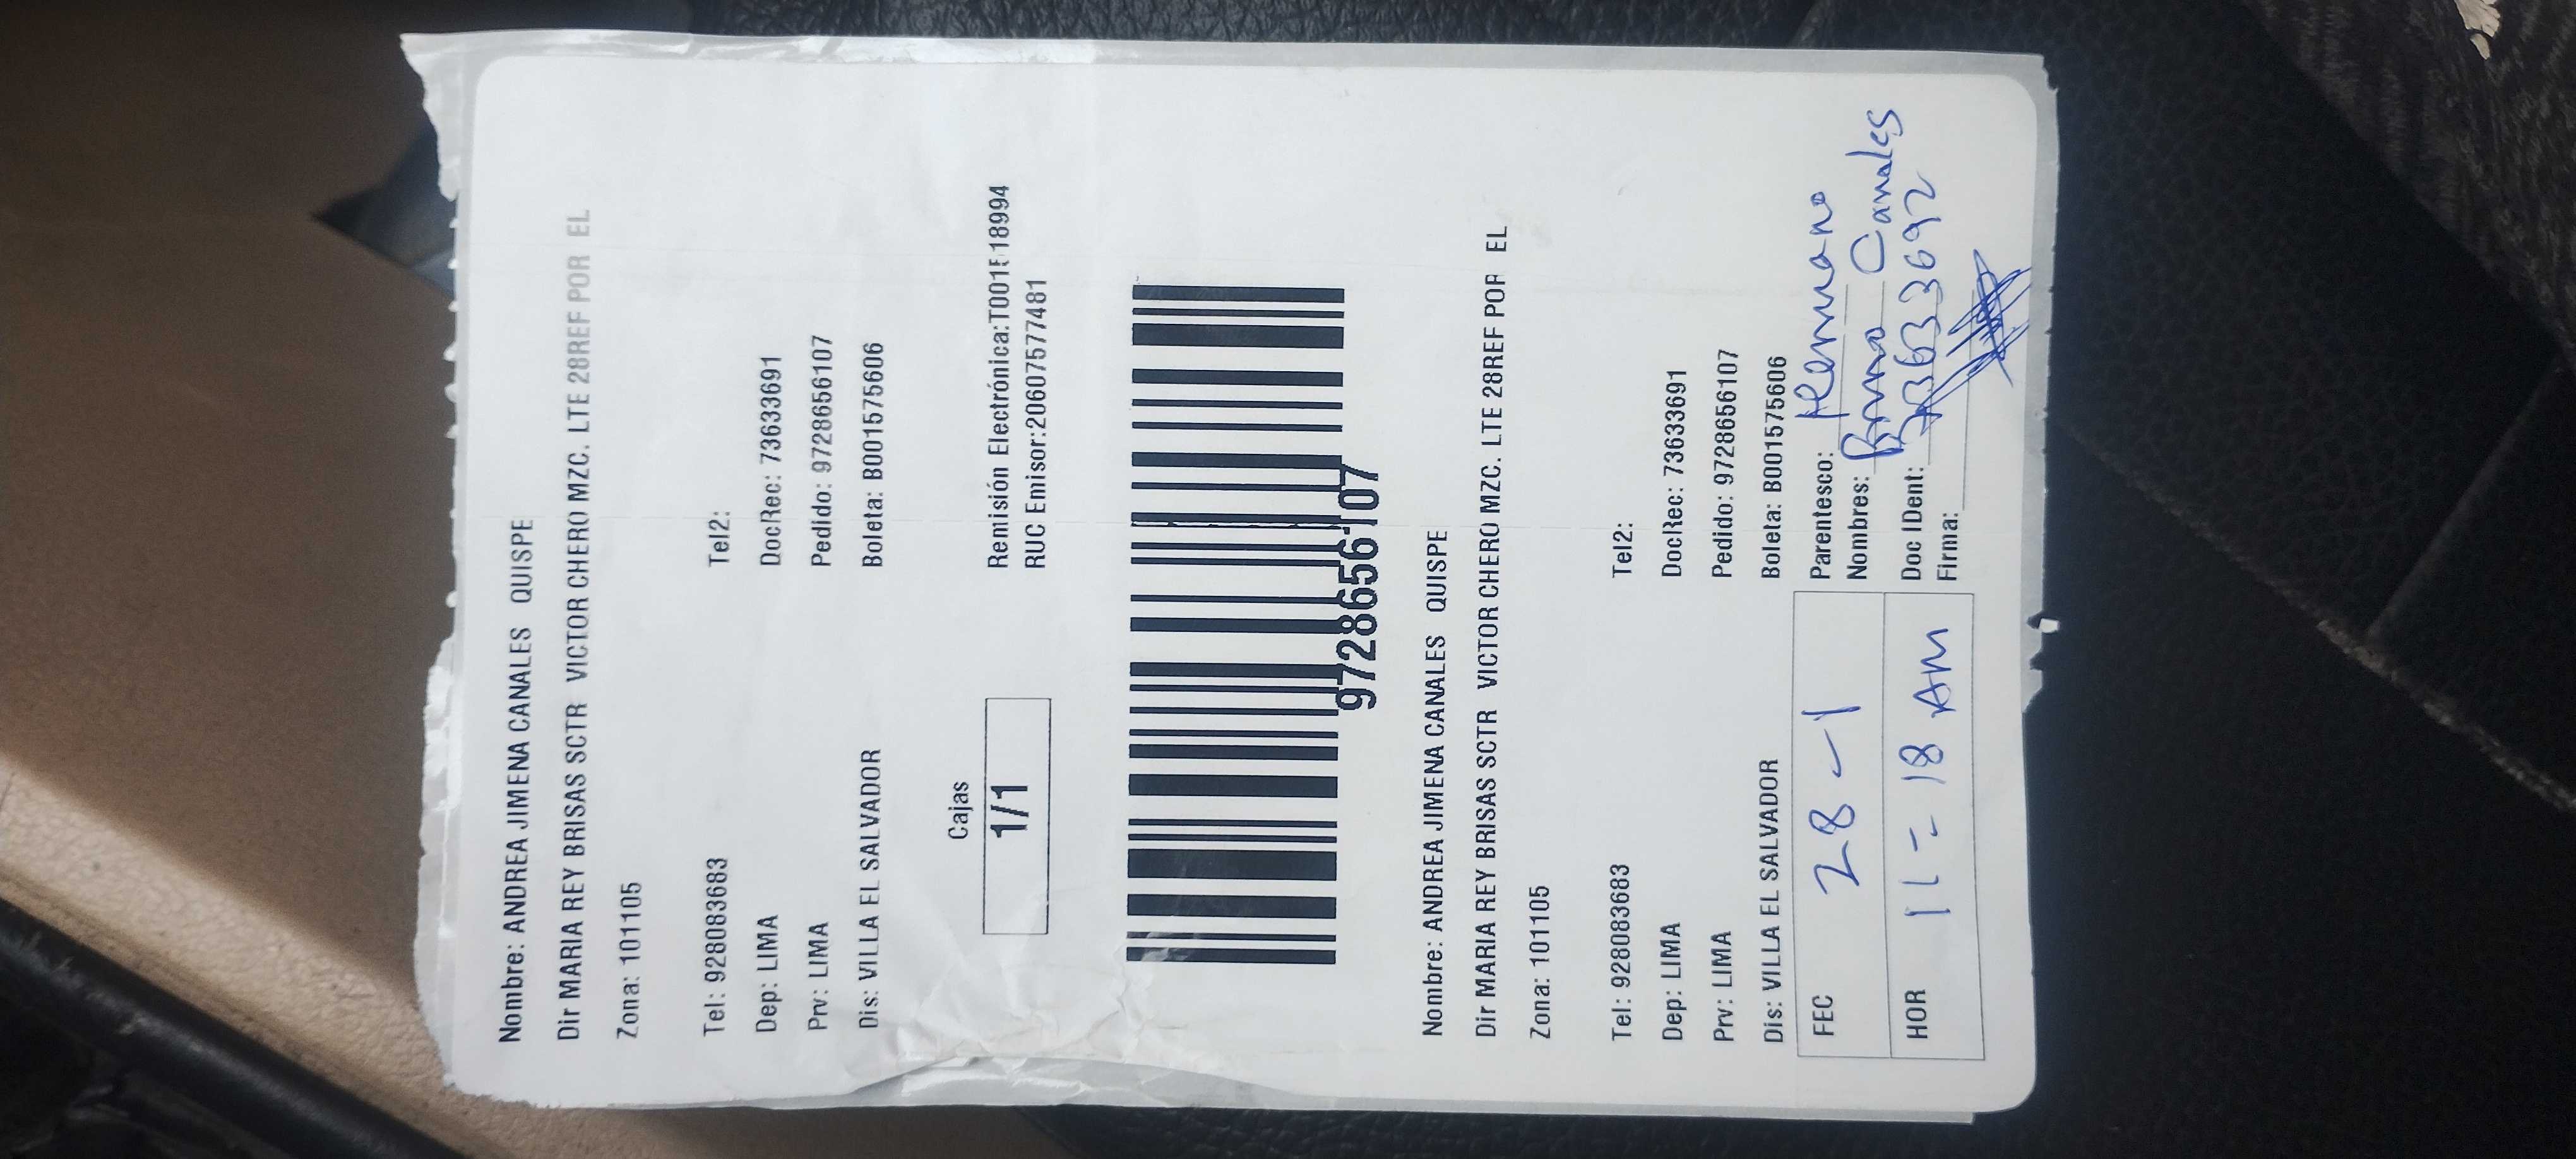 Nombre: ANDREA JIMENA CANALES QUISPE
Dir MARIA REY BRISAS SCTR VICTOR CHERO MZC. LTE 28REF POR EL
Zona: 101105
Tel: 928083683 Tel2:
Dep: LIMA DocRec: 73633691
Prv: LIMA Pedido: 9728656107
Dis: VILLA EL SALVADOR Boleta: B001575606
Cajas
1/1
Remisión Electrónica:T001 18994
RUC Emisor:20607577481
9728656107
Nombre: ANDREA JIMENA CANALES QUISPE
Dir MARIA REY BRISAS SCTR VICTOR CHERO MZC. LTE 28REF POR EL
Zona: 101105
Tel: 928083683 Tel2:
Dep: LIMA DocRec: 73633691
Prv: LIMA Pedido: 9728656107
Dis: VILLA EL SALVADOR Boleta: B001575606
FEC 28-1 Parentesco: Hermano
Nombres: Bruno Canales
HOR 11=18 AM Doc IDent: 73633692
Firma: